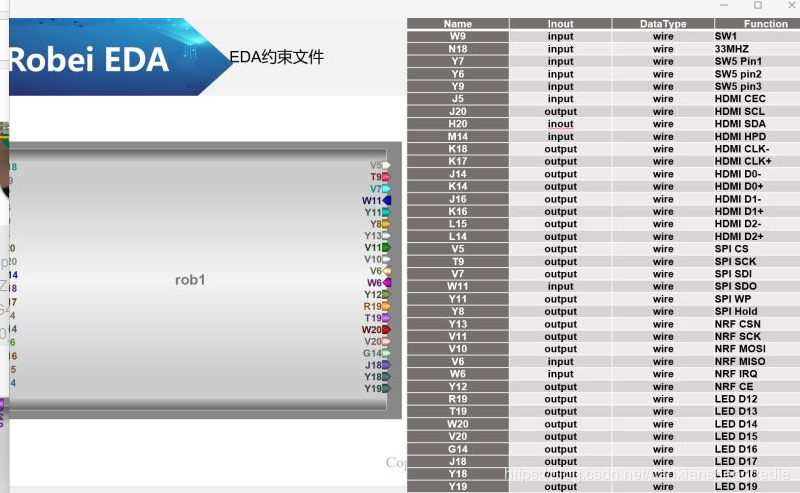 Robei EDA
EDA约束文件
rob1
V5
T9
V7
W11
Y11
Y8
Y13
V11
V10
V6
W6
Y12
R19
T19
W20
V20
G14
J18
Y18
Y19
Name Inout DataType Function
W9 input wire SW1
N18 input wire 33MHZ
Y7 input wire SW5 Pin1
Y6 input wire SW5 pin2
Y9 input wire SW5 pin3
J5 input wire HDMI CEC
J20 output wire HDMI SCL
H20 inout wire HDMI SDA
M14 input wire HDMI HPD
K18 output wire HDMI CLK-
K17 output wire HDMI CLK+
J14 output wire HDMI D0-
K14 output wire HDMI D0+
J16 output wire HDMI D1-
K16 output wire HDMI D1+
L15 output wire HDMI D2-
L14 output wire HDMI D2+
V5 output wire SPI CS
T9 output wire SPI SCK
V7 output wire SPI SDI
W11 input wire SPI SDO
Y11 output wire SPI WP
Y8 output wire SPI Hold
Y13 output wire NRF CSN
V11 output wire NRF SCK
V10 output wire NRF MOSI
V6 input wire NRF MISO
W6 input wire NRF IRQ
Y12 output wire NRF CE
R19 output wire LED D12
T19 output wire LED D13
W20 output wire LED D14
V20 output wire LED D15
G14 output wire LED D16
J18 output wire LED D17
Y18 output wire LED D18
Y19 output wire LED D19